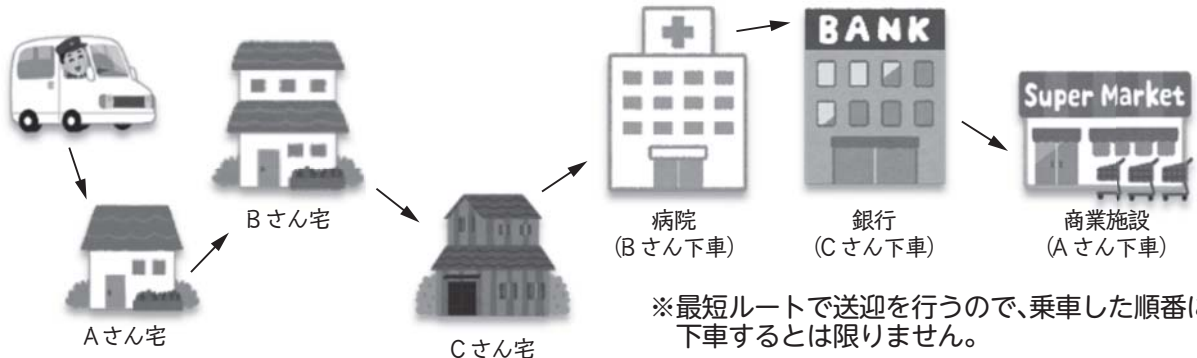 BANK
Super Market
Bさん宅
病院
(Bさん下車)
銀行
(Cさん下車)
商業施設
(Aさん下車)
Aさん宅
Cさん宅
※最短ルートで送迎を行うので、乗車した順番に
下車するとは限りません。